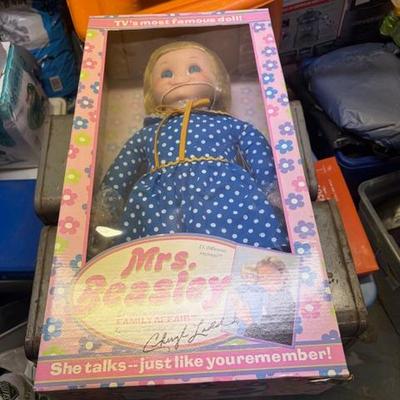 TV's most famous doll!
Mrs.
Beasley
FAMILY AFFAIR
She talks--just like you remember!